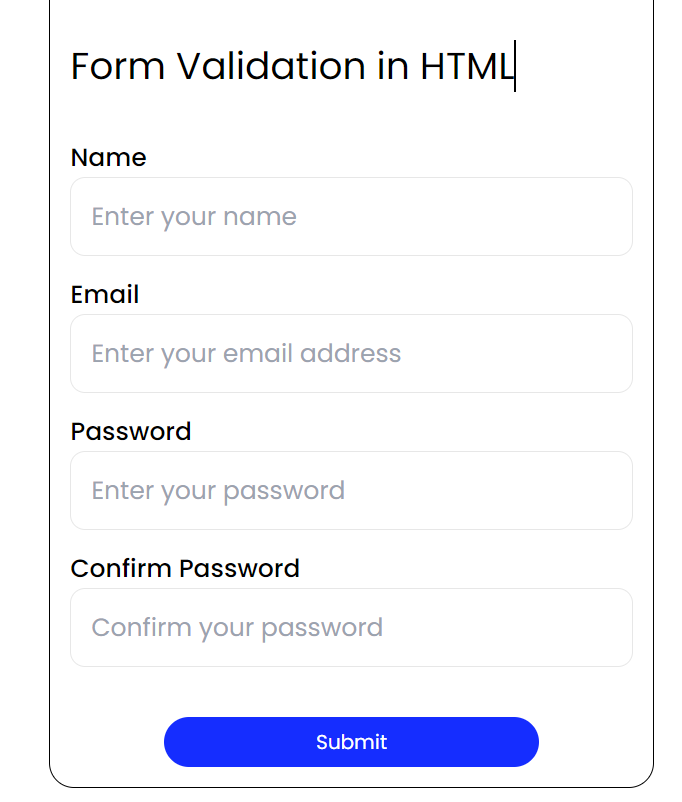 Form Validation in HTML
Name
Enter your name
Email
Enter your email address
Password
Enter your password
Confirm Password
Confirm your password
Submit